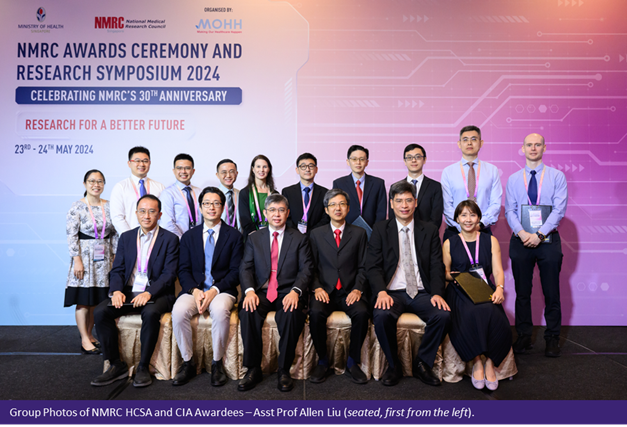 ORGANISED BY:
MINISTRY OF HEALTH
SINGAPORE
NMRC National Medical
Research Council
MOHH
NMRC AWARDS CEREMONY AND
RESEARCH SYMPOSIUM 2024
CELEBRATING NMRC'S 30TH ANNIVERSARY
RESEARCH FOR A BETTER FUTURE
23RD - 24TH MAY 2024
Group Photos of NMRC HCSA and CIA Awardees – Asst Prof Allen Liu (seated, first from the left).